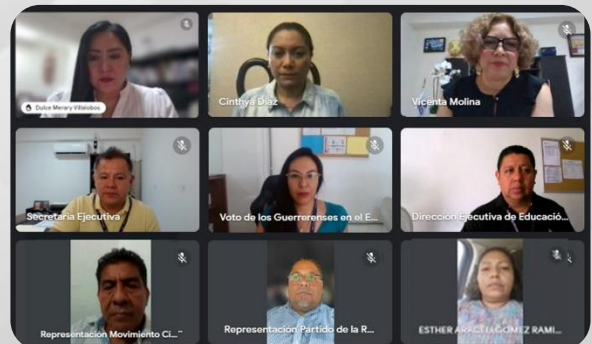 Dulce Merary Villalobos
Cinthya Díaz
Vicenta Molina
Secretaría Ejecutiva
Voto de los Guerrerenses en el E...
Dirección Ejecutiva de Educació...
Representación Movimiento Ci...
Representación Partido de la R...
ESTHER ARACELI GOMEZ RAMI...